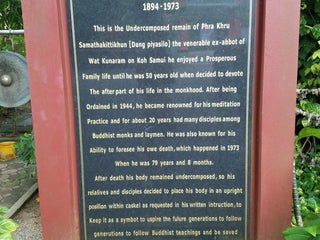 1894-1973
This is the Undercomposed remain of Phra Khru
Samathakittikhun [Dang piyasilo] the venerable ex-abbot of
Wat Kunaram on Koh Samui he enjoyed a Prosperous
Family life until he was 50 years old when decided to devote
The after part of his life in the monkhood. After being
Ordained in 1944, he became renowned for his meditation
Practice and for about 20 years had many disciples among
Buddhist monks and laymen. He was also known for his
Ability to foresee his owe death, which happened in 1973
When he was 79 years and 8 months.
After death his body remained undercomposed, so his
relatives and disciples decided to place his body in an upright
position within casket as requested in his written intruction, to
Keep it as a symbol to uspire the fuiure generations to follow
generutions to follow Buddhist teachings and be saved